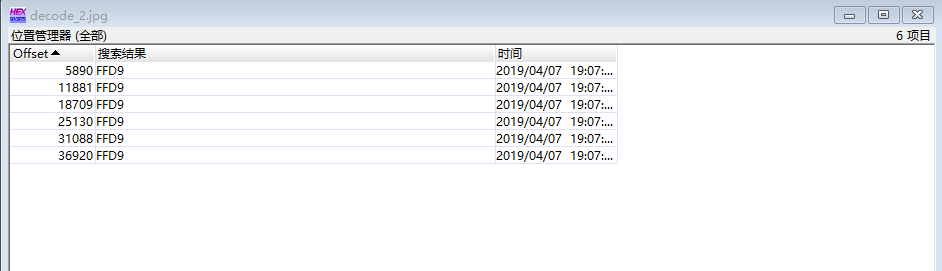 HEX
decode_2.jpg
位置管理器 (全部) 6 项目
Offset 搜索结果 时间
5890 FFD9 2019/04/07 19:07:...
11881 FFD9 2019/04/07 19:07:...
18709 FFD9 2019/04/07 19:07:...
25130 FFD9 2019/04/07 19:07:...
31088 FFD9 2019/04/07 19:07:...
36920 FFD9 2019/04/07 19:07:...